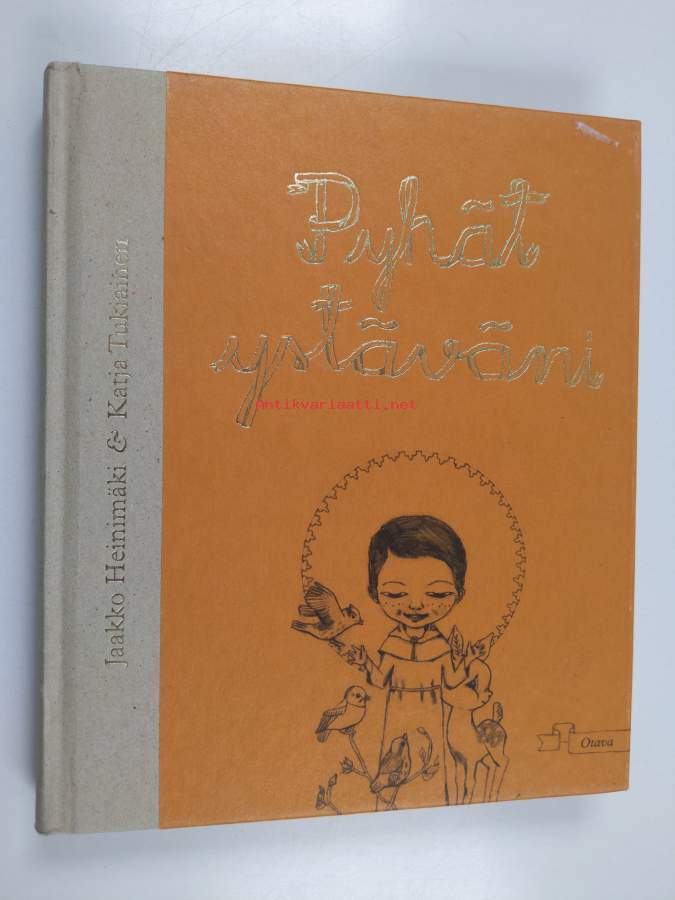 Pyhät
ystäväni
Antikvariaatti.net
Jaakko Heinimäki & Katja Tukiainen
Otava